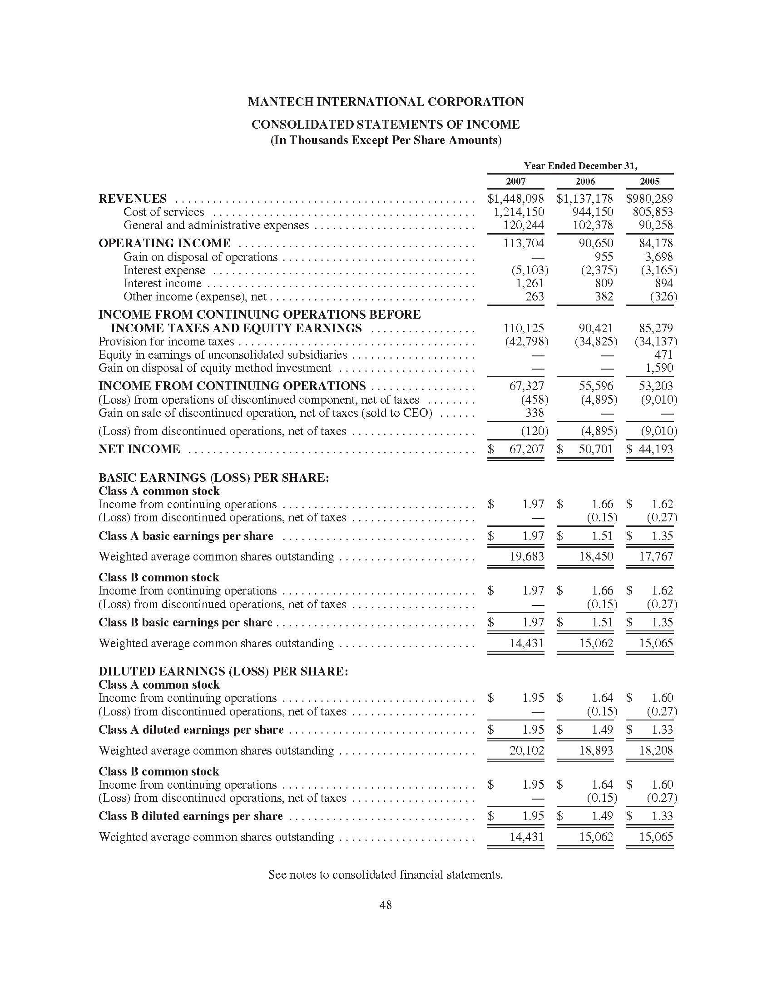 MANTECH INTERNATIONAL CORPORATION
CONSOLIDATED STATEMENTS OF INCOME
(In Thousands Except Per Share Amounts)
Year Ended December 31,
2007 2006 2005
REVENUES $1,448,098 $1,137,178 $980,289
Cost of services 1,214,150 944,150 805,853
General and administrative expenses 120,244 102,378 90,258
OPERATING INCOME 113,704 90,650 84,178
Gain on disposal of operations — 955 3,698
Interest expense (5,103) (2,375) (3,165)
Interest income 1,261 809 894
Other income (expense), net 263 382 (326)
INCOME FROM CONTINUING OPERATIONS BEFORE
INCOME TAXES AND EQUITY EARNINGS 110,125 90,421 85,279
Provision for income taxes (42,798) (34,825) (34,137)
Equity in earnings of unconsolidated subsidiaries — — 471
Gain on disposal of equity method investment — — 1,590
INCOME FROM CONTINUING OPERATIONS 67,327 55,596 53,203
(Loss) from operations of discontinued component, net of taxes (458) (4,895) (9,010)
Gain on sale of discontinued operation, net of taxes (sold to CEO) 338 — —
(Loss) from discontinued operations, net of taxes (120) (4,895) (9,010)
NET INCOME $ 67,207 $ 50,701 $ 44,193
BASIC EARNINGS (LOSS) PER SHARE:
Class A common stock
Income from continuing operations $ 1.97 $ 1.66 $ 1.62
(Loss) from discontinued operations, net of taxes — (0.15) (0.27)
Class A basic earnings per share $ 1.97 $ 1.51 $ 1.35
Weighted average common shares outstanding 19,683 18,450 17,767
Class B common stock
Income from continuing operations $ 1.97 $ 1.66 $ 1.62
(Loss) from discontinued operations, net of taxes — (0.15) (0.27)
Class B basic earnings per share $ 1.97 $ 1.51 $ 1.35
Weighted average common shares outstanding 14,431 15,062 15,065
DILUTED EARNINGS (LOSS) PER SHARE:
Class A common stock
Income from continuing operations $ 1.95 $ 1.64 $ 1.60
(Loss) from discontinued operations, net of taxes — (0.15) (0.27)
Class A diluted earnings per share $ 1.95 $ 1.49 $ 1.33
Weighted average common shares outstanding 20,102 18,893 18,208
Class B common stock
Income from continuing operations $ 1.95 $ 1.64 $ 1.60
(Loss) from discontinued operations, net of taxes — (0.15) (0.27)
Class B diluted earnings per share $ 1.95 $ 1.49 $ 1.33
Weighted average common shares outstanding 14,431 15,062 15,065
See notes to consolidated financial statements.
48